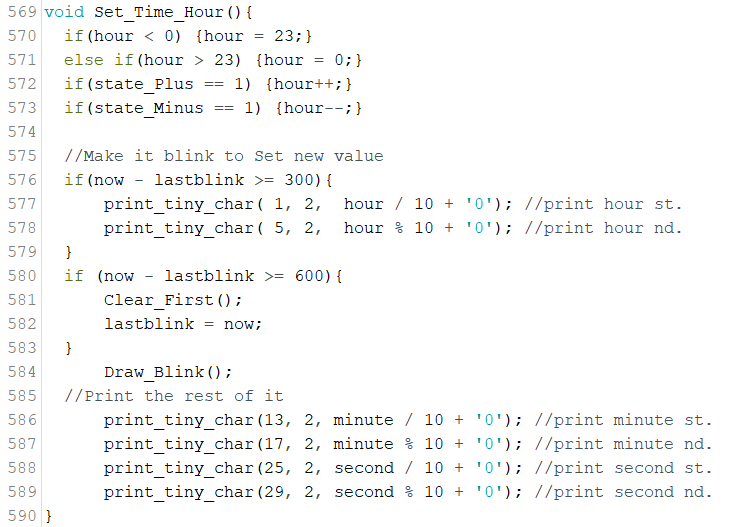 569 void Set_Time_Hour(){
570   if(hour < 0) {hour = 23;}
571   else if(hour > 23) {hour = 0;}
572   if(state_Plus == 1) {hour++;}
573   if(state_Minus == 1) {hour--;}
574
575   //Make it blink to Set new value
576   if(now - lastblink >= 300){
577       print_tiny_char( 1, 2,  hour / 10 + '0'); //print hour st.
578       print_tiny_char( 5, 2,  hour % 10 + '0'); //print hour nd.
579   }
580   if (now - lastblink >= 600){
581       Clear_First();
582       lastblink = now;
583   }
584       Draw_Blink();
585   //Print the rest of it
586       print_tiny_char(13, 2, minute / 10 + '0'); //print minute st.
587       print_tiny_char(17, 2, minute % 10 + '0'); //print minute nd.
588       print_tiny_char(25, 2, second / 10 + '0'); //print second st.
589       print_tiny_char(29, 2, second % 10 + '0'); //print second nd.
590 }